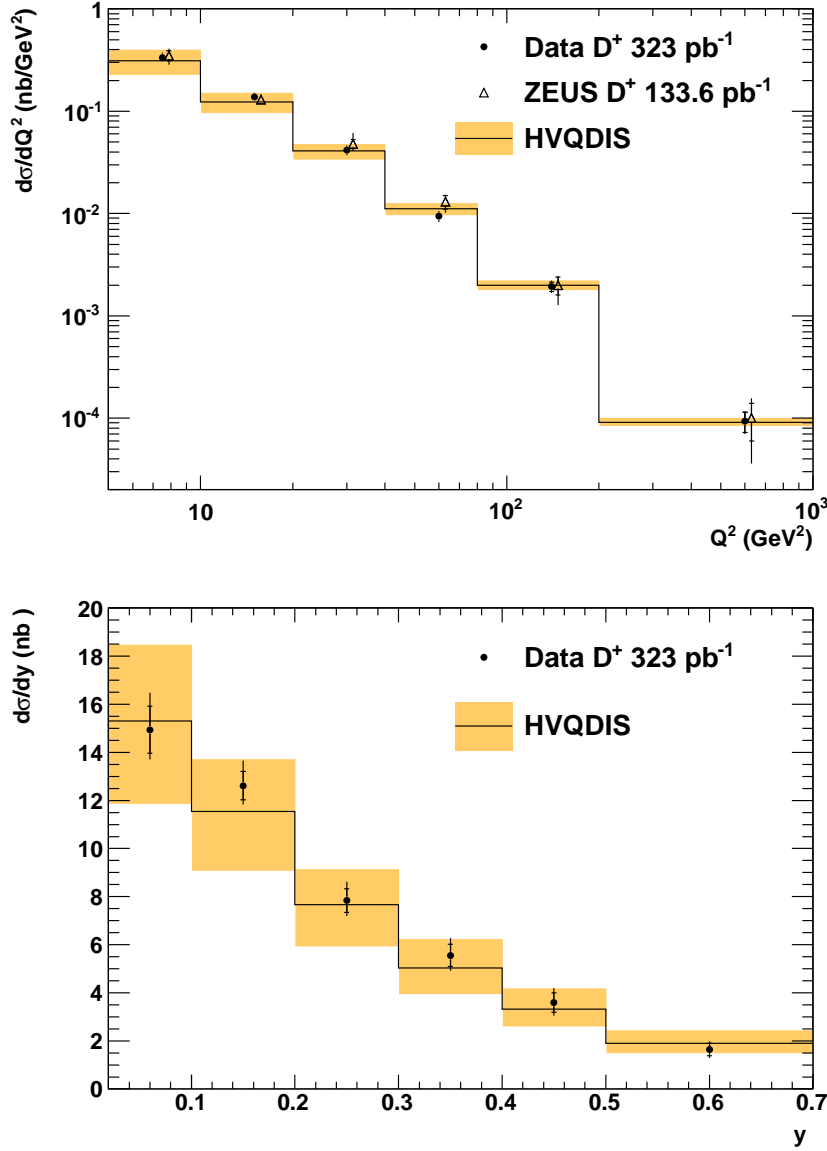 dσ/dQ² (nb/GeV²)
1
10⁻¹
10⁻²
10⁻³
10⁻⁴
Data D⁺ 323 pb⁻¹
ZEUS D⁺ 133.6 pb⁻¹
HVQDIS
10 10² 10³
Q² (GeV²)
dσ/dy (nb )
20
18
16
14
12
10
8
6
4
2
0
Data D⁺ 323 pb⁻¹
HVQDIS
0.1 0.2 0.3 0.4 0.5 0.6 0.7
y